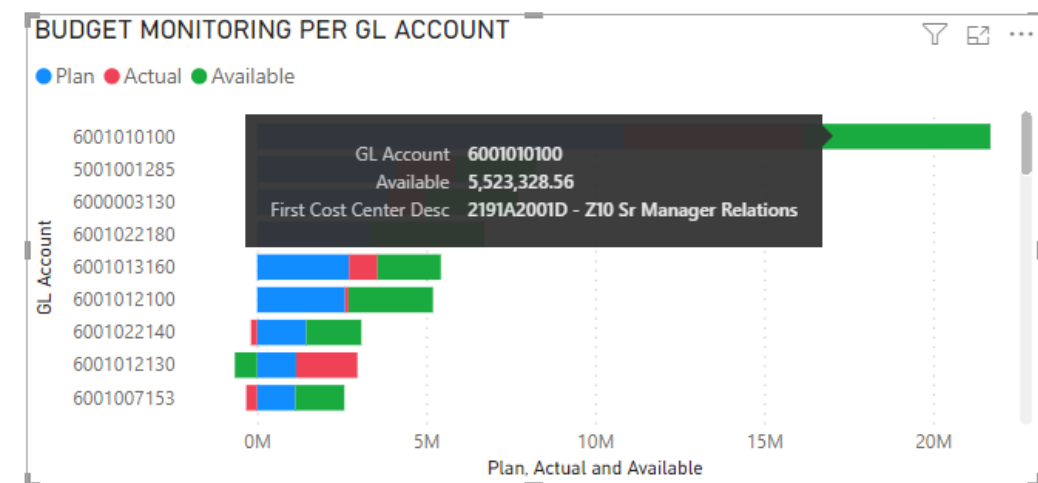 BUDGET MONITORING PER GL ACCOUNT
Plan Actual Available
GL Account
6001010100
5001001285
6000003130
6001022180
6001013160
6001012100
6001022140
6001012130
6001007153
GL Account 6001010100
Available 5,523,328.56
First Cost Center Desc 2191A2001D - Z10 Sr Manager Relations
0M 5M 10M 15M 20M
Plan, Actual and Available